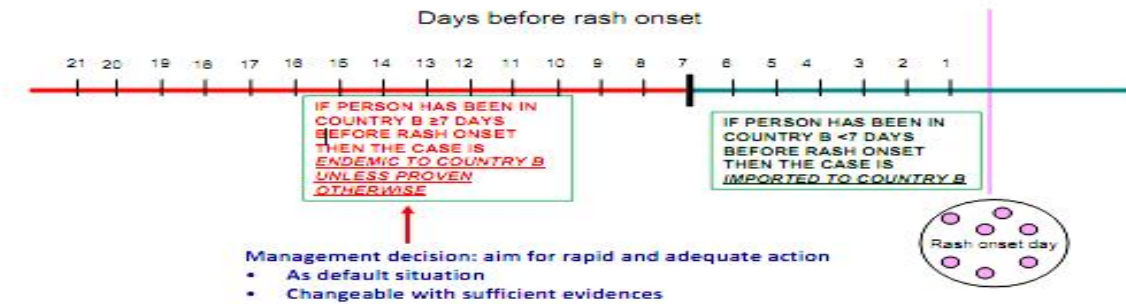 Days before rash onset
21 20 19 18 17 16 15 14 13 12 11 10 9 8 7 6 5 4 3 2 1
IF PERSON HAS BEEN IN
COUNTRY B ≥7 DAYS
BEFORE RASH ONSET
THEN THE CASE IS
ENDEMIC TO COUNTRY B
UNLESS PROVEN
OTHERWISE
IF PERSON HAS BEEN IN
COUNTRY B <7 DAYS
BEFORE RASH ONSET
THEN THE CASE IS
IMPORTED TO COUNTRY B
Rash onset day
Management decision: aim for rapid and adequate action
• As default situation
• Changeable with sufficient evidences